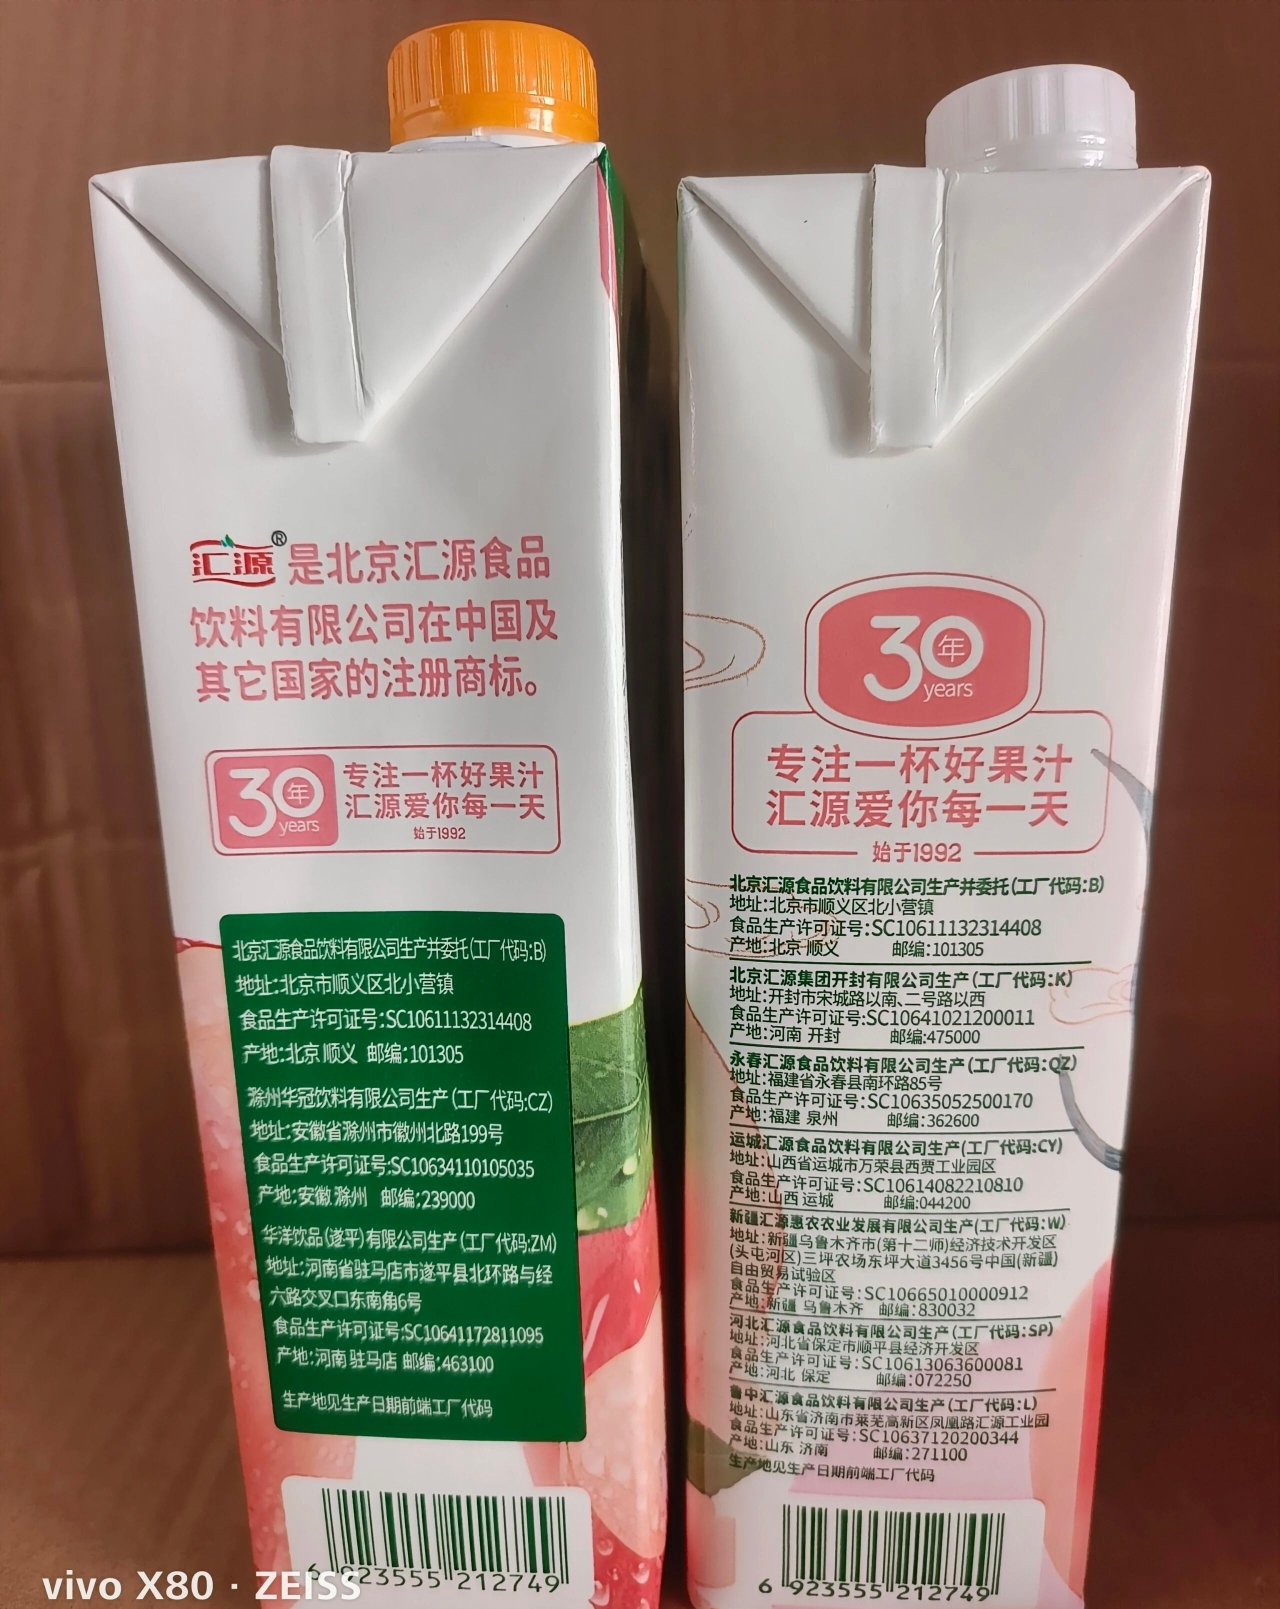 汇源®是北京汇源食品
饮料有限公司在中国及
其它国家的注册商标。
30年
years
专注一杯好果汁
汇源爱你每一天
始于1992
北京汇源食品饮料有限公司生产并委托(工厂代码:B)
地址:北京市顺义区北小营镇
食品生产许可证号:SC10611132314408
产地:北京 顺义 邮编:101305
滁州华冠饮料有限公司生产(工厂代码:CZ)
地址:安徽省滁州市徽州北路199号
食品生产许可证号:SC10634110105035
产地:安徽 滁州 邮编:239000
华洋饮品(遂平)有限公司生产(工厂代码:ZM)
地址:河南省驻马店市遂平县北环路与经
六路交叉口东南角6号
食品生产许可证号:SC10641172811095
产地:河南 驻马店 邮编:463100
生产地见生产日期前端工厂代码
6 923555 212749
30年
years
专注一杯好果汁
汇源爱你每一天
始于1992
北京汇源食品饮料有限公司生产并委托(工厂代码:B)
地址:北京市顺义区北小营镇
食品生产许可证号:SC10611132314408
产地:北京 顺义 邮编:101305
北京汇源集团开封有限公司生产(工厂代码:K)
地址:开封市宋城路以南、二号路以西
食品生产许可证号:SC10641021200011
产地:河南 开封 邮编:475000
永春汇源食品饮料有限公司生产(工厂代码:QZ)
地址:福建省永春县南环路85号
食品生产许可证号:SC10635052500170
产地:福建 泉州 邮编:362600
运城汇源食品饮料有限公司生产(工厂代码:CY)
地址:山西省运城市万荣县西贾工业园区
食品生产许可证号:SC10614082210810
产地:山西 运城 邮编:044200
新疆汇源惠农农业发展有限公司生产(工厂代码:W)
地址:新疆乌鲁木齐市(第十二师)经济技术开发区
(头屯河区)三坪农场东坪大道3456号中国(新疆)
自由贸易试验区
食品生产许可证号:SC10665010000912
产地:新疆 乌鲁木齐 邮编:830032
河北汇源食品饮料有限公司生产(工厂代码:SP)
地址:河北省保定市顺平县经济开发区
食品生产许可证号:SC10613063600081
产地:河北 保定 邮编:072250
鲁中汇源食品饮料有限公司生产(工厂代码:L)
地址:山东省济南市莱芜高新区凤凰路汇源工业园
食品生产许可证号:SC10637120200344
产地:山东 济南 邮编:271100
生产地见生产日期前端工厂代码
6 923555 212749
vivo X80 · ZEISS